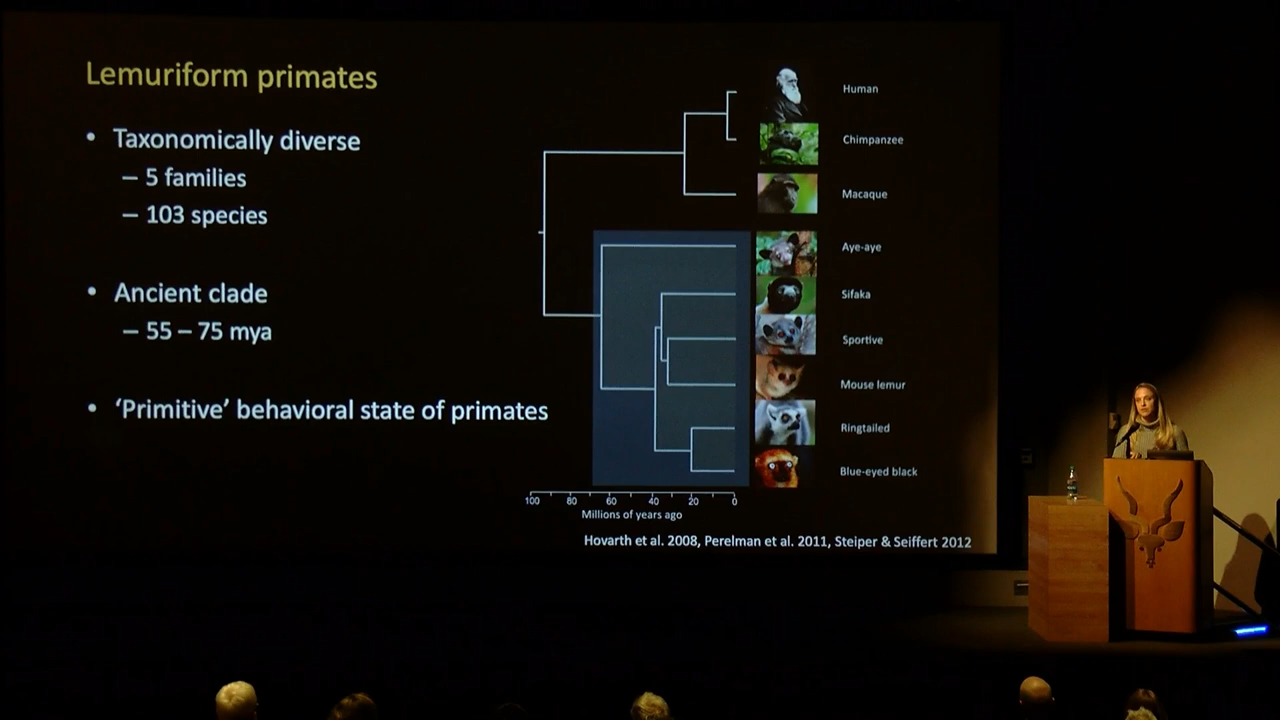 Lemuriform primates
• Taxonomically diverse
– 5 families
– 103 species
• Ancient clade
– 55 – 75 mya
• ‘Primitive’ behavioral state of primates
Human
Chimpanzee
Macaque
Aye-aye
Sifaka
Sportive
Mouse lemur
Ringtailed
Blue-eyed black
100 80 60 40 20 0
Millions of years ago
Hovarth et al. 2008, Perelman et al. 2011, Steiper & Seiffert 2012